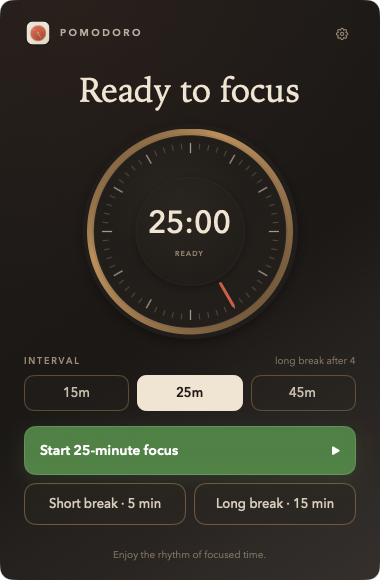 POMODORO
Ready to focus
25:00
READY
INTERVAL
long break after 4
15m
25m
45m
Start 25-minute focus
Short break · 5 min
Long break · 15 min
Enjoy the rhythm of focused time.